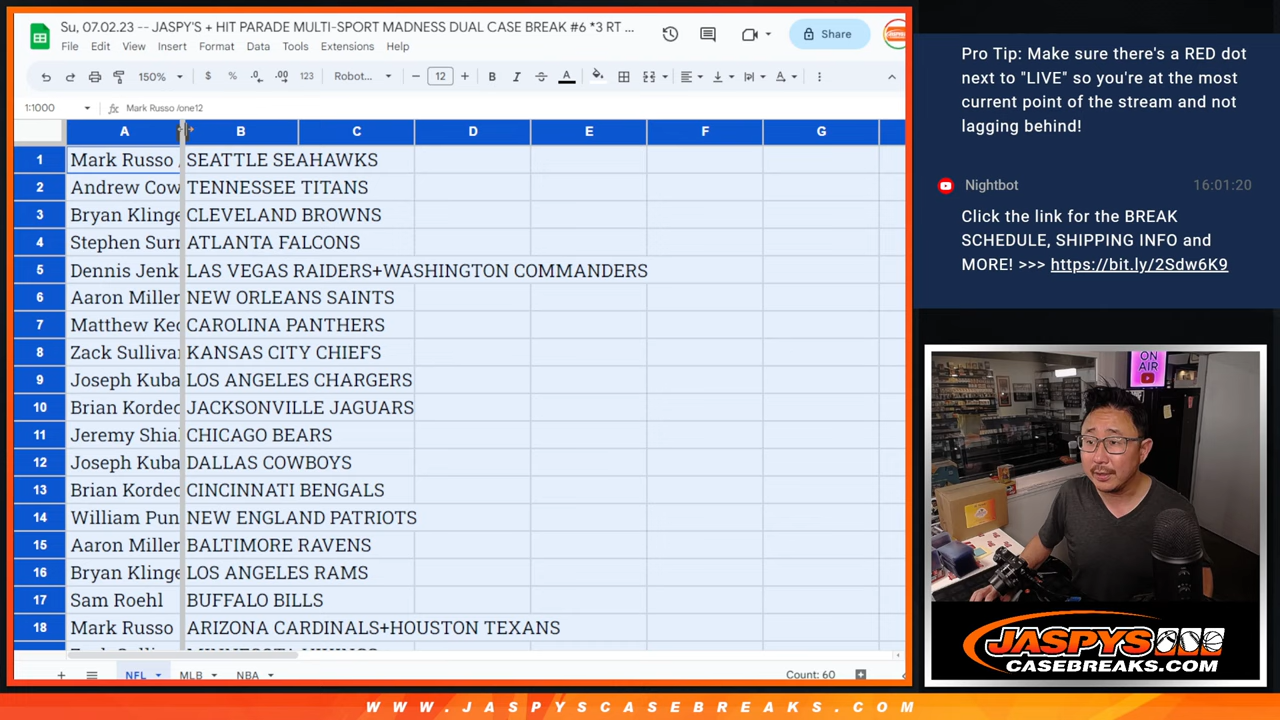 Su, 07.02.23 -- JASPY'S + HIT PARADE MULTI-SPORT MADNESS DUAL CASE BREAK #6 *3 RT ...
File Edit View Insert Format Data Tools Extensions Help
Share
150% $ % .0 .00 123 Robot... 12 B I A
1:1000 fx Mark Russo /one12
A B C D E F G
1 Mark Russo SEATTLE SEAHAWKS
2 Andrew Cow TENNESSEE TITANS
3 Bryan Klinge CLEVELAND BROWNS
4 Stephen Surr ATLANTA FALCONS
5 Dennis Jenk LAS VEGAS RAIDERS+WASHINGTON COMMANDERS
6 Aaron Miller NEW ORLEANS SAINTS
7 Matthew Kec CAROLINA PANTHERS
8 Zack Sullivan KANSAS CITY CHIEFS
9 Joseph Kuba LOS ANGELES CHARGERS
10 Brian Kordec JACKSONVILLE JAGUARS
11 Jeremy Shia CHICAGO BEARS
12 Joseph Kuba DALLAS COWBOYS
13 Brian Kordec CINCINNATI BENGALS
14 William Pun NEW ENGLAND PATRIOTS
15 Aaron Miller BALTIMORE RAVENS
16 Bryan Klinge LOS ANGELES RAMS
17 Sam Roehl BUFFALO BILLS
18 Mark Russo ARIZONA CARDINALS+HOUSTON TEXANS
NFL MLB NBA Count: 60
Pro Tip: Make sure there's a RED dot
next to "LIVE" so you're at the most
current point of the stream and not
lagging behind!
Nightbot 16:01:20
Click the link for the BREAK
SCHEDULE, SHIPPING INFO and
MORE! >>> https://bit.ly/2Sdw6K9
ON
AIR
JASPYS
CASEBREAKS.COM
WWW.JASPYSCASEBREAKS.COM